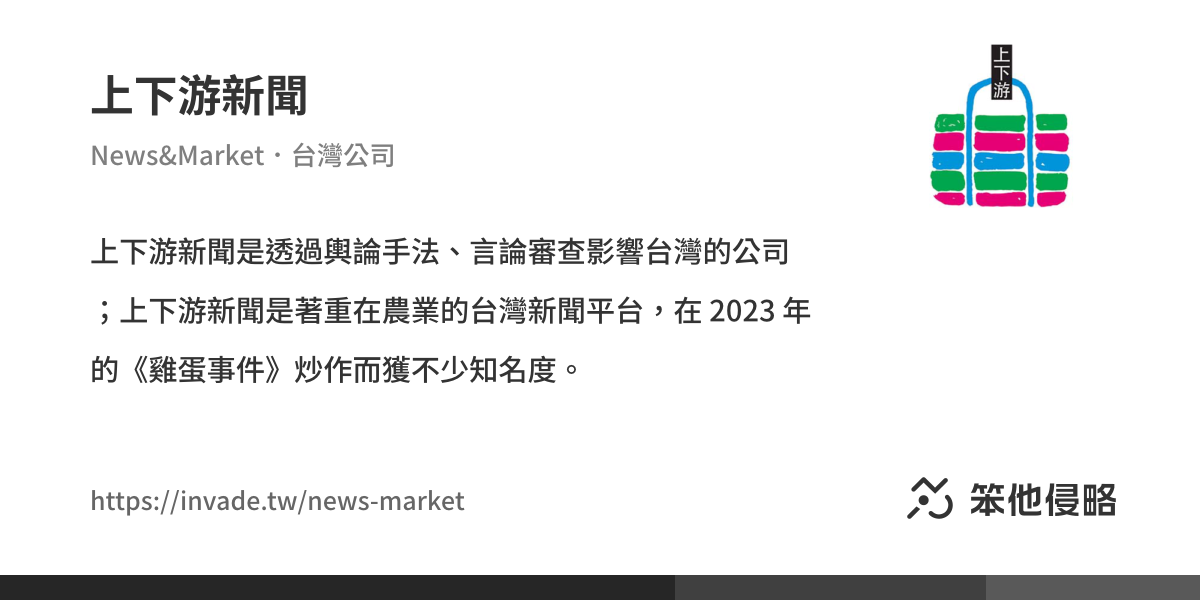 上下游新聞
News&Market・台灣公司
上下游
上下游新聞是透過輿論手法、言論審查影響台灣的公司
；上下游新聞是著重在農業的台灣新聞平台，在 2023 年
的《雞蛋事件》炒作而獲不少知名度。
https://invade.tw/news-market
笨他侵略